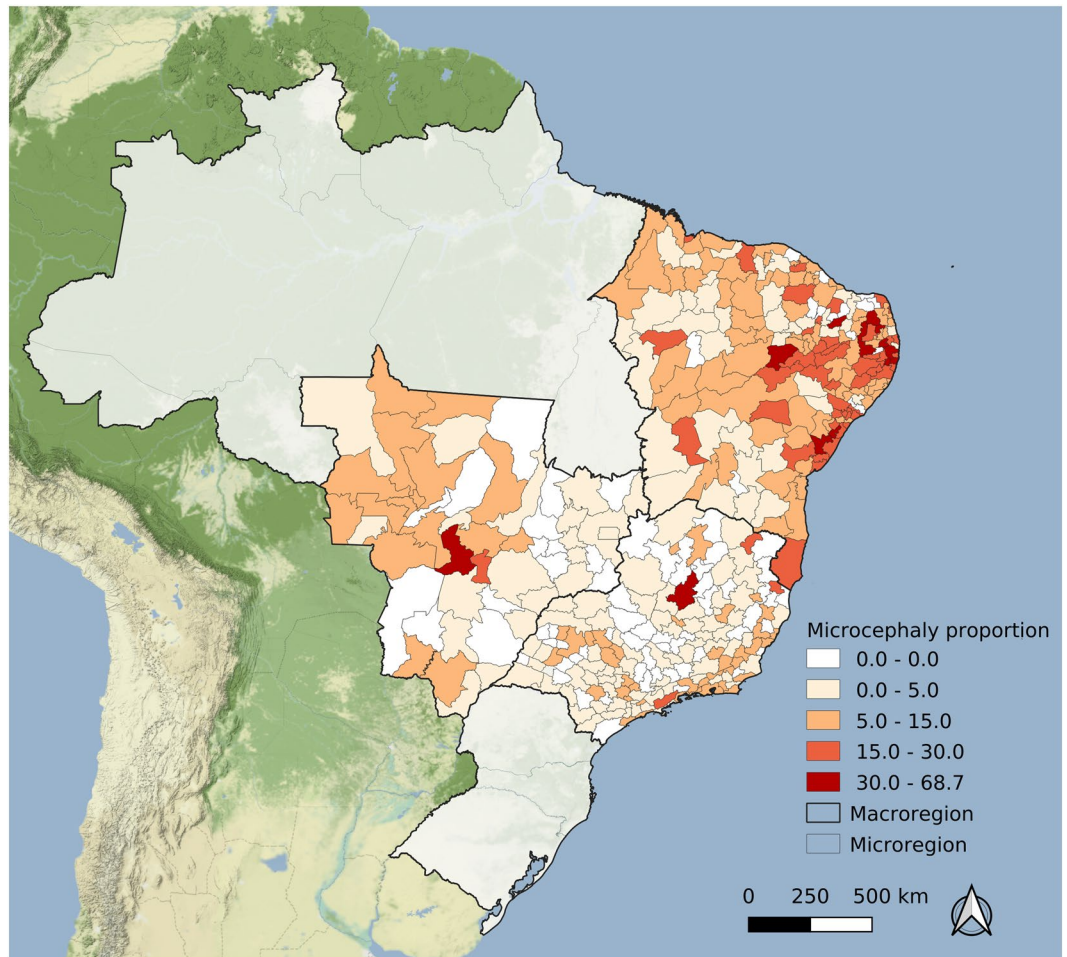 Microcephaly proportion
0.0 - 0.0
0.0 - 5.0
5.0 - 15.0
15.0 - 30.0
30.0 - 68.7
Macroregion
Microregion
0 250 500 km